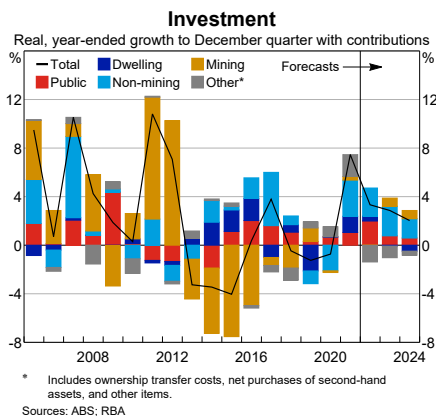 Investment
Real, year-ended growth to December quarter with contributions
% %
Total Dwelling Mining Forecasts
Public Non-mining Other*
12 12
8 8
4 4
0 0
-4 -4
-8 -8
2008 2012 2016 2020 2024
* Includes ownership transfer costs, net purchases of second-hand
assets, and other items.
Sources: ABS; RBA